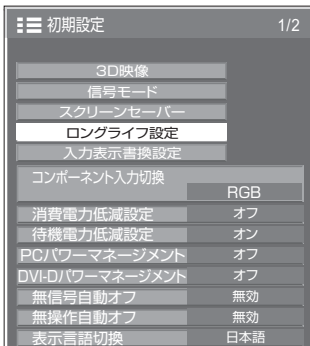 初期設定 1/2
3D映像
信号モード
スクリーンセーバー
ロングライフ設定
入力表示書換設定
コンポーネント入力切換
RGB
消費電力低減設定 オフ
待機電力低減設定 オン
PCパワーマネージメント オフ
DVI-Dパワーマネージメント オフ
無信号自動オフ 無効
無操作自動オフ 無効
表示言語切換 日本語